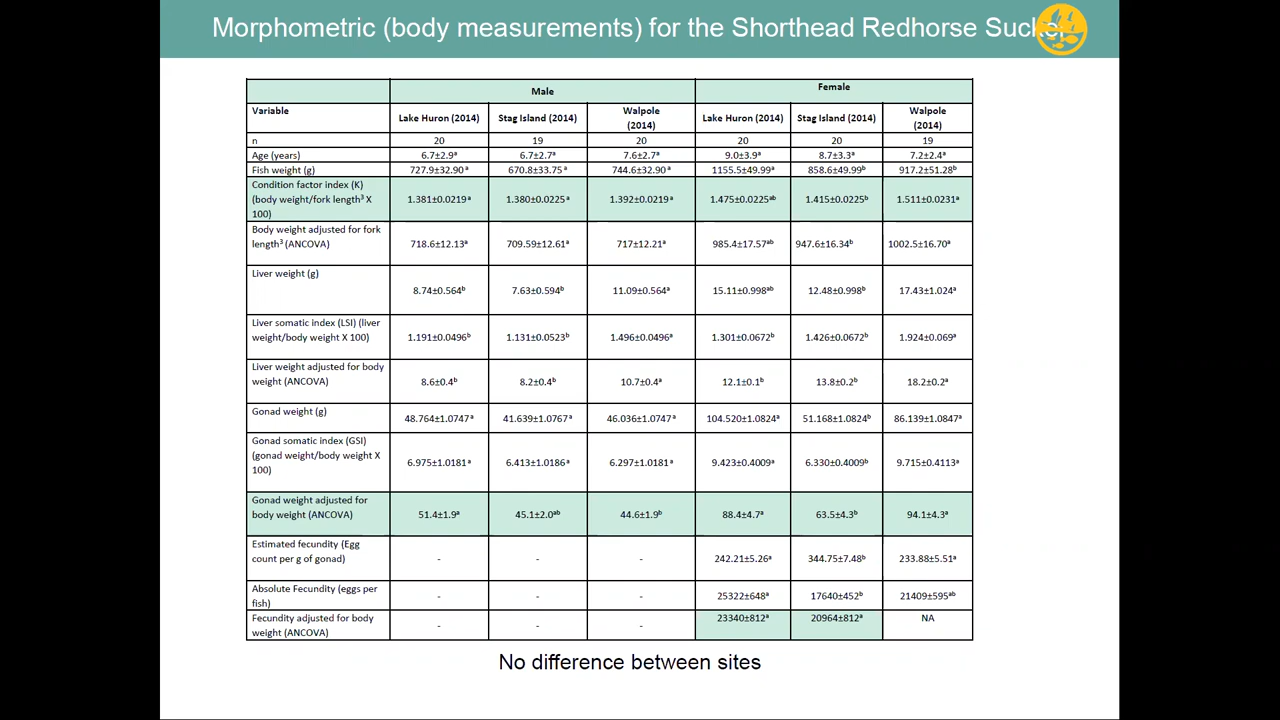 Morphometric (body measurements) for the Shorthead Redhorse Sucker
Male Female
Variable Lake Huron (2014) Stag Island (2014) Walpole (2014) Lake Huron (2014) Stag Island (2014) Walpole (2014)
n 20 19 20 20 20 19
Age (years) 6.7±2.9ᵃ 6.7±2.7ᵃ 7.6±2.7ᵃ 9.0±3.9ᵃ 8.7±3.3ᵃ 7.2±2.4ᵃ
Fish weight (g) 727.9±32.90ᵃ 670.8±33.75ᵃ 744.6±32.90ᵃ 1155.5±49.99ᵃ 858.6±49.99ᵇ 917.2±51.28ᵇ
Condition factor index (K)
(body weight/fork length³ X
100) 1.381±0.0219ᵃ 1.380±0.0225ᵃ 1.392±0.0219ᵃ 1.475±0.0225ᵃᵇ 1.415±0.0225ᵇ 1.511±0.0231ᵃ
Body weight adjusted for fork
length³ (ANCOVA) 718.6±12.13ᵃ 709.59±12.61ᵃ 717±12.21ᵃ 985.4±17.57ᵃᵇ 947.6±16.34ᵇ 1002.5±16.70ᵃ
Liver weight (g) 8.74±0.564ᵇ 7.63±0.594ᵇ 11.09±0.564ᵃ 15.11±0.998ᵃᵇ 12.48±0.998ᵇ 17.43±1.024ᵃ
Liver somatic index (LSI) (liver
weight/body weight X 100) 1.191±0.0496ᵇ 1.131±0.0523ᵇ 1.496±0.0496ᵃ 1.301±0.0672ᵇ 1.426±0.0672ᵇ 1.924±0.069ᵃ
Liver weight adjusted for body
weight (ANCOVA) 8.6±0.4ᵇ 8.2±0.4ᵇ 10.7±0.4ᵃ 12.1±0.1ᵇ 13.8±0.2ᵇ 18.2±0.2ᵃ
Gonad weight (g) 48.764±1.0747ᵃ 41.639±1.0767ᵃ 46.036±1.0747ᵃ 104.520±1.0824ᵃ 51.168±1.0824ᵇ 86.139±1.0847ᵃ
Gonad somatic index (GSI)
(gonad weight/body weight X
100) 6.975±1.0181ᵃ 6.413±1.0186ᵃ 6.297±1.0181ᵃ 9.423±0.4009ᵃ 6.330±0.4009ᵇ 9.715±0.4113ᵃ
Gonad weight adjusted for
body weight (ANCOVA) 51.4±1.9ᵃ 45.1±2.0ᵃᵇ 44.6±1.9ᵇ 88.4±4.7ᵃ 63.5±4.3ᵇ 94.1±4.3ᵃ
Estimated fecundity (Egg
count per g of gonad) - - - 242.21±5.26ᵃ 344.75±7.48ᵇ 233.88±5.51ᵃ
Absolute Fecundity (eggs per
fish) - - - 25322±648ᵃ 17640±452ᵇ 21409±595ᵃᵇ
Fecundity adjusted for body
weight (ANCOVA) - - - 23340±812ᵃ 20964±812ᵃ NA
No difference between sites